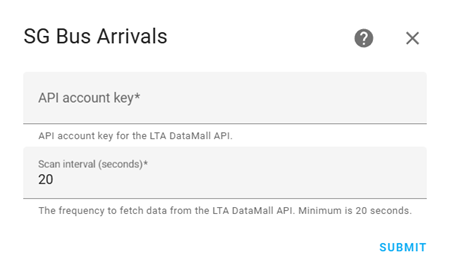 SG Bus Arrivals
API account key*
API account key for the LTA DataMall API.
Scan interval (seconds)*
20
The frequency to fetch data from the LTA DataMall API. Minimum is 20 seconds.
SUBMIT